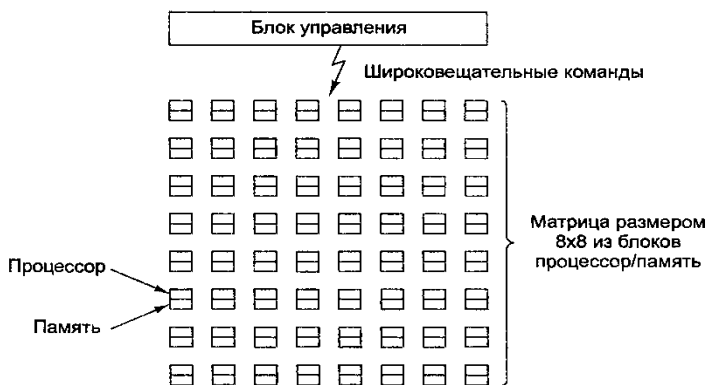 Блок управления
Широковещательные команды
Матрица размером
8x8 из блоков
процессор/память
Процессор
Память